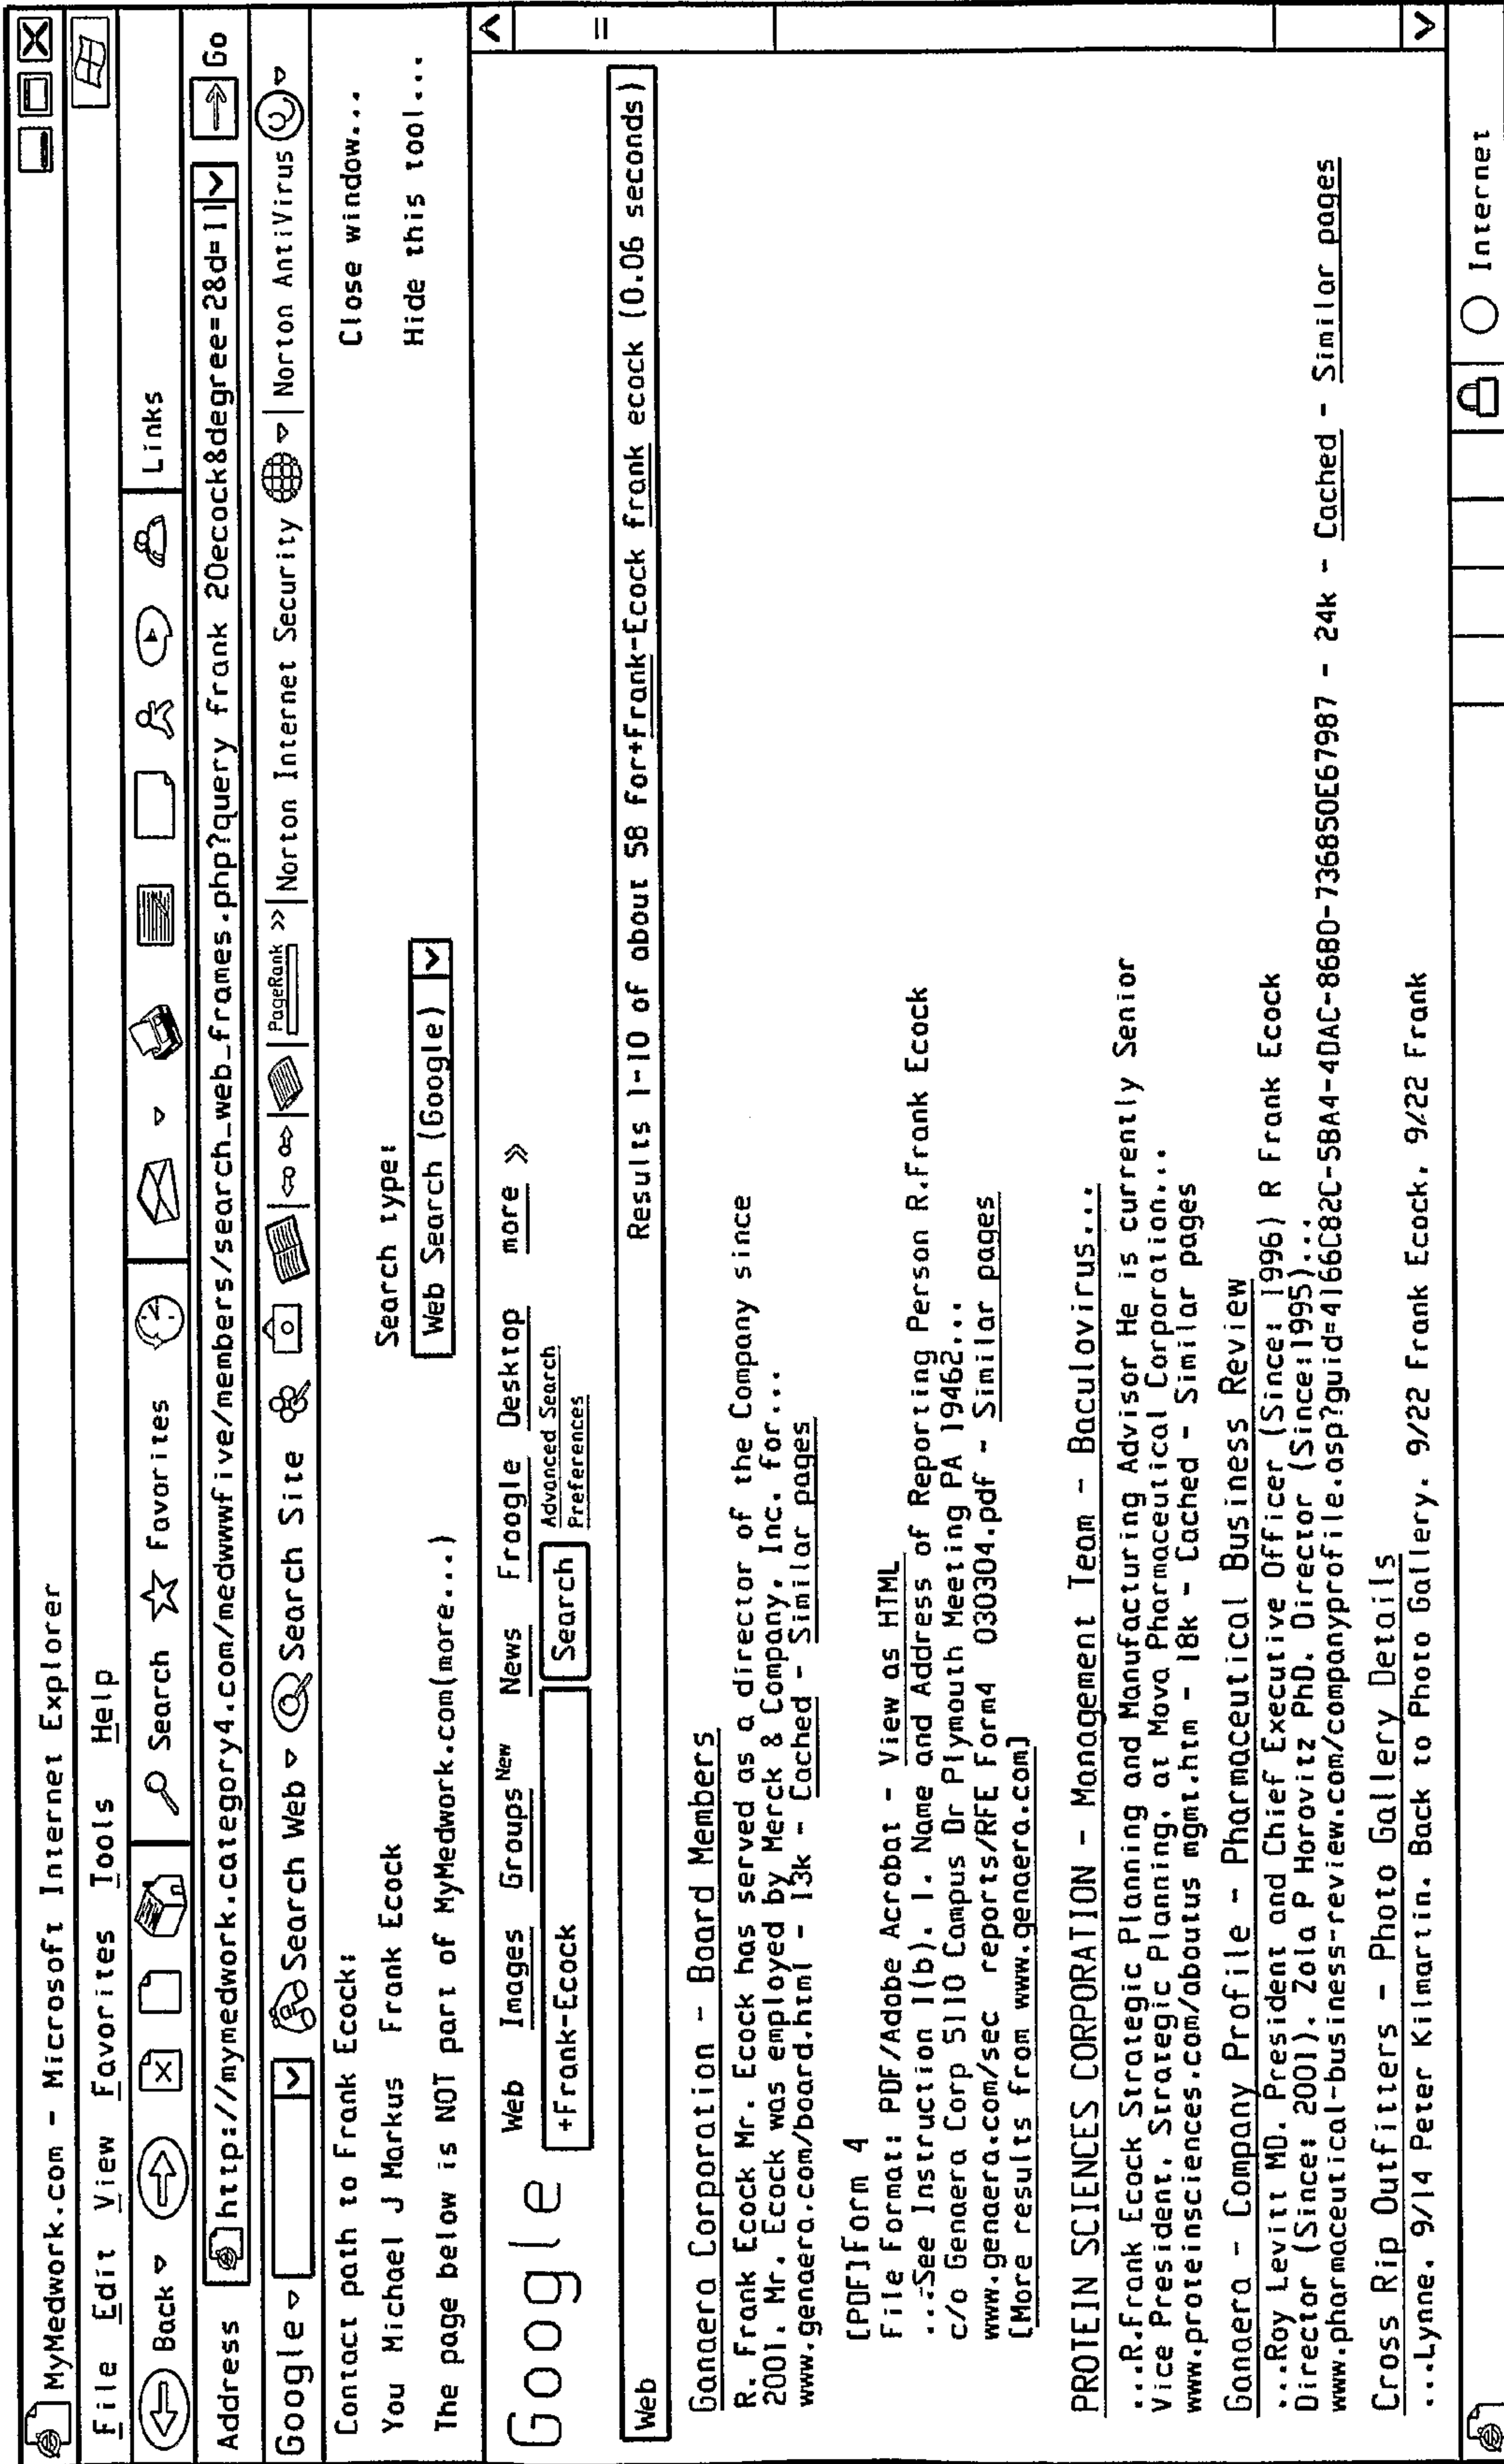 MyMedwork.com - Microsoft Internet Explorer
File Edit View Favorites Tools Help
Back Search Favorites Links
Address http://mymedwork.category4.com/medwwwfive/members/search_web_frames.php?query frank 20ecock&degree=2&d=11 Go
Google Search Web Search Site PageRank >> Norton Internet Security Norton AntiVirus
Contact path to Frank Ecock:
You Michael J Markus Frank Ecock
The page below is NOT part of MyMedwork.com(more...)
Search type:
Web Search (Google)
Close window...
Hide this tool...
Google
Web Images Groups New News Froogle Desktop more »
+Frank-Ecock Search Advanced Search
Preferences
Web Results 1-10 of about 58 for+frank-Ecock frank ecock (0.06 seconds)
Ganaera Corporation - Board Members
R. Frank Ecock Mr. Ecock has served as a director of the Company since
2001. Mr. Ecock was employed by Merck & Company, Inc. for...
www.genaera.com/board.html - 13k - Cached - Similar pages
[PDF]Form 4
File Format: PDF/Adobe Acrobat - View as HTML
...See Instruction 1(b). 1. Name and Address of Reporting Person R.Frank Ecock
c/o Genaera Corp 5110 Campus Dr Plymouth Meeting PA 19462...
www.genaera.com/sec reports/RFE Form4 030304.pdf - Similar pages
[More results from www.genaera.com]
PROTEIN SCIENCES CORPORATION - Management Team - Baculovirus...
...R.Frank Ecock Strategic Planning and Manufacturing Advisor He is currently Senior
Vice President, Strategic Planning, at Mova Pharmaceutical Corporation...
www.proteinsciences.com/aboutus mgmt.htm - 18k - Cached - Similar pages
Ganaera - Company Profile - Pharmaceutical Business Review
...Roy Levitt MD. President and Chief Executive Officer (Since: 1996) R Frank Ecock
Director (Since: 2001). Zola P Horovitz PhD. Director (Since:1995)...
www.pharmaceutical-business-review.com/companyprofile.asp?guid=4166C82C-5BA4-4DAC-86B0-736850E67987 - 24k - Cached - Similar pages
Cross Rip Outfitters - Photo Gallery Details
...Lynne. 9/14 Peter Kilmartin. Back to Photo Gallery. 9/22 Frank Ecock. 9/22 Frank
Internet